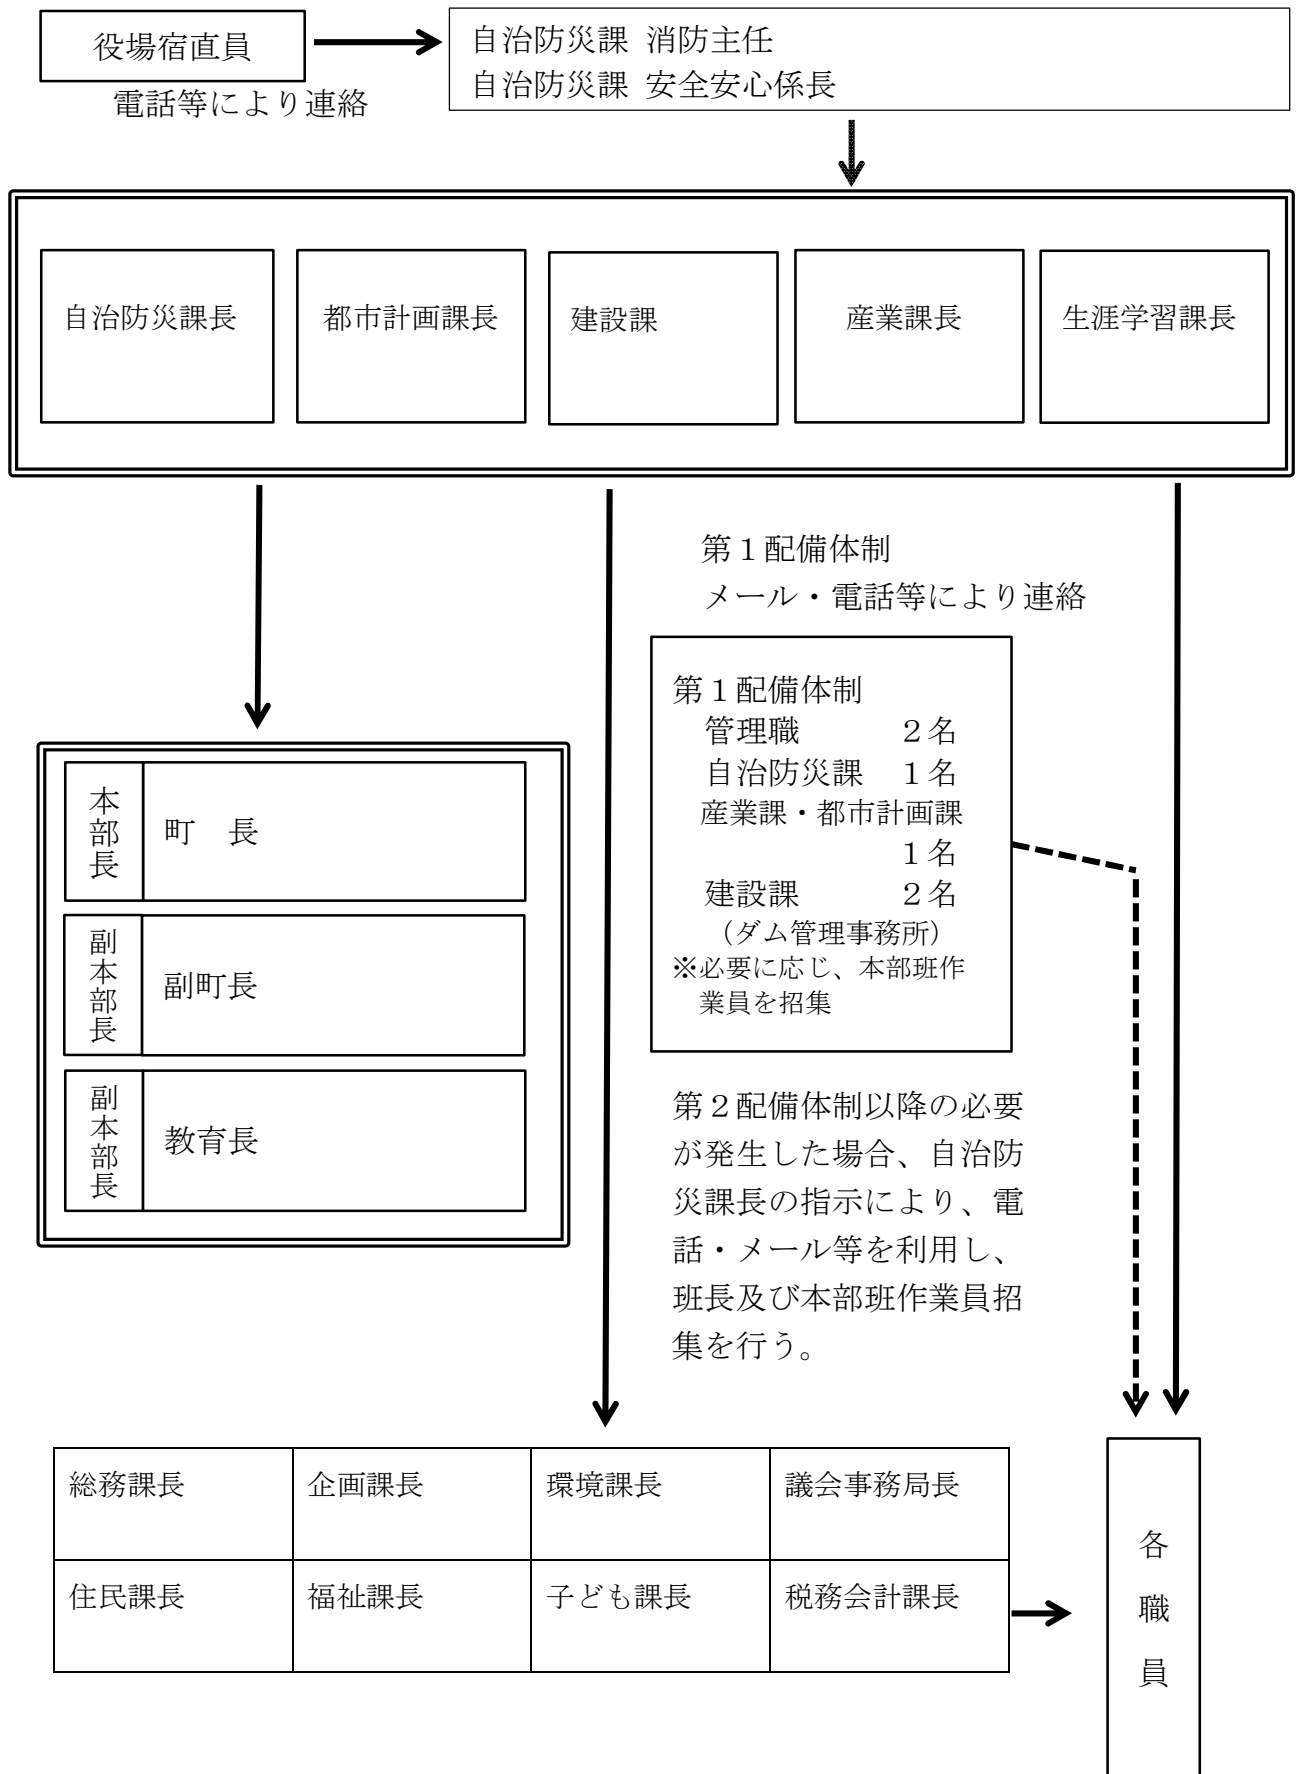 役場宿直員
電話等により連絡
自治防災課 消防主任
自治防災課 安全安心係長
自治防災課長
都市計画課長
建設課
産業課長
生涯学習課長
第１配備体制
メール・電話等により連絡
第１配備体制
管理職 ２名
自治防災課 １名
産業課・都市計画課
１名
建設課 ２名
（ダム管理事務所）
※必要に応じ、本部班作
業員を招集
本部長
町 長
副本部長
副町長
副本部長
教育長
第２配備体制以降の必要
が発生した場合、自治防
災課長の指示により、電
話・メール等を利用し、
班長及び本部班作業員招
集を行う。
総務課長
企画課長
環境課長
議会事務局長
住民課長
福祉課長
子ども課長
税務会計課長
各職員